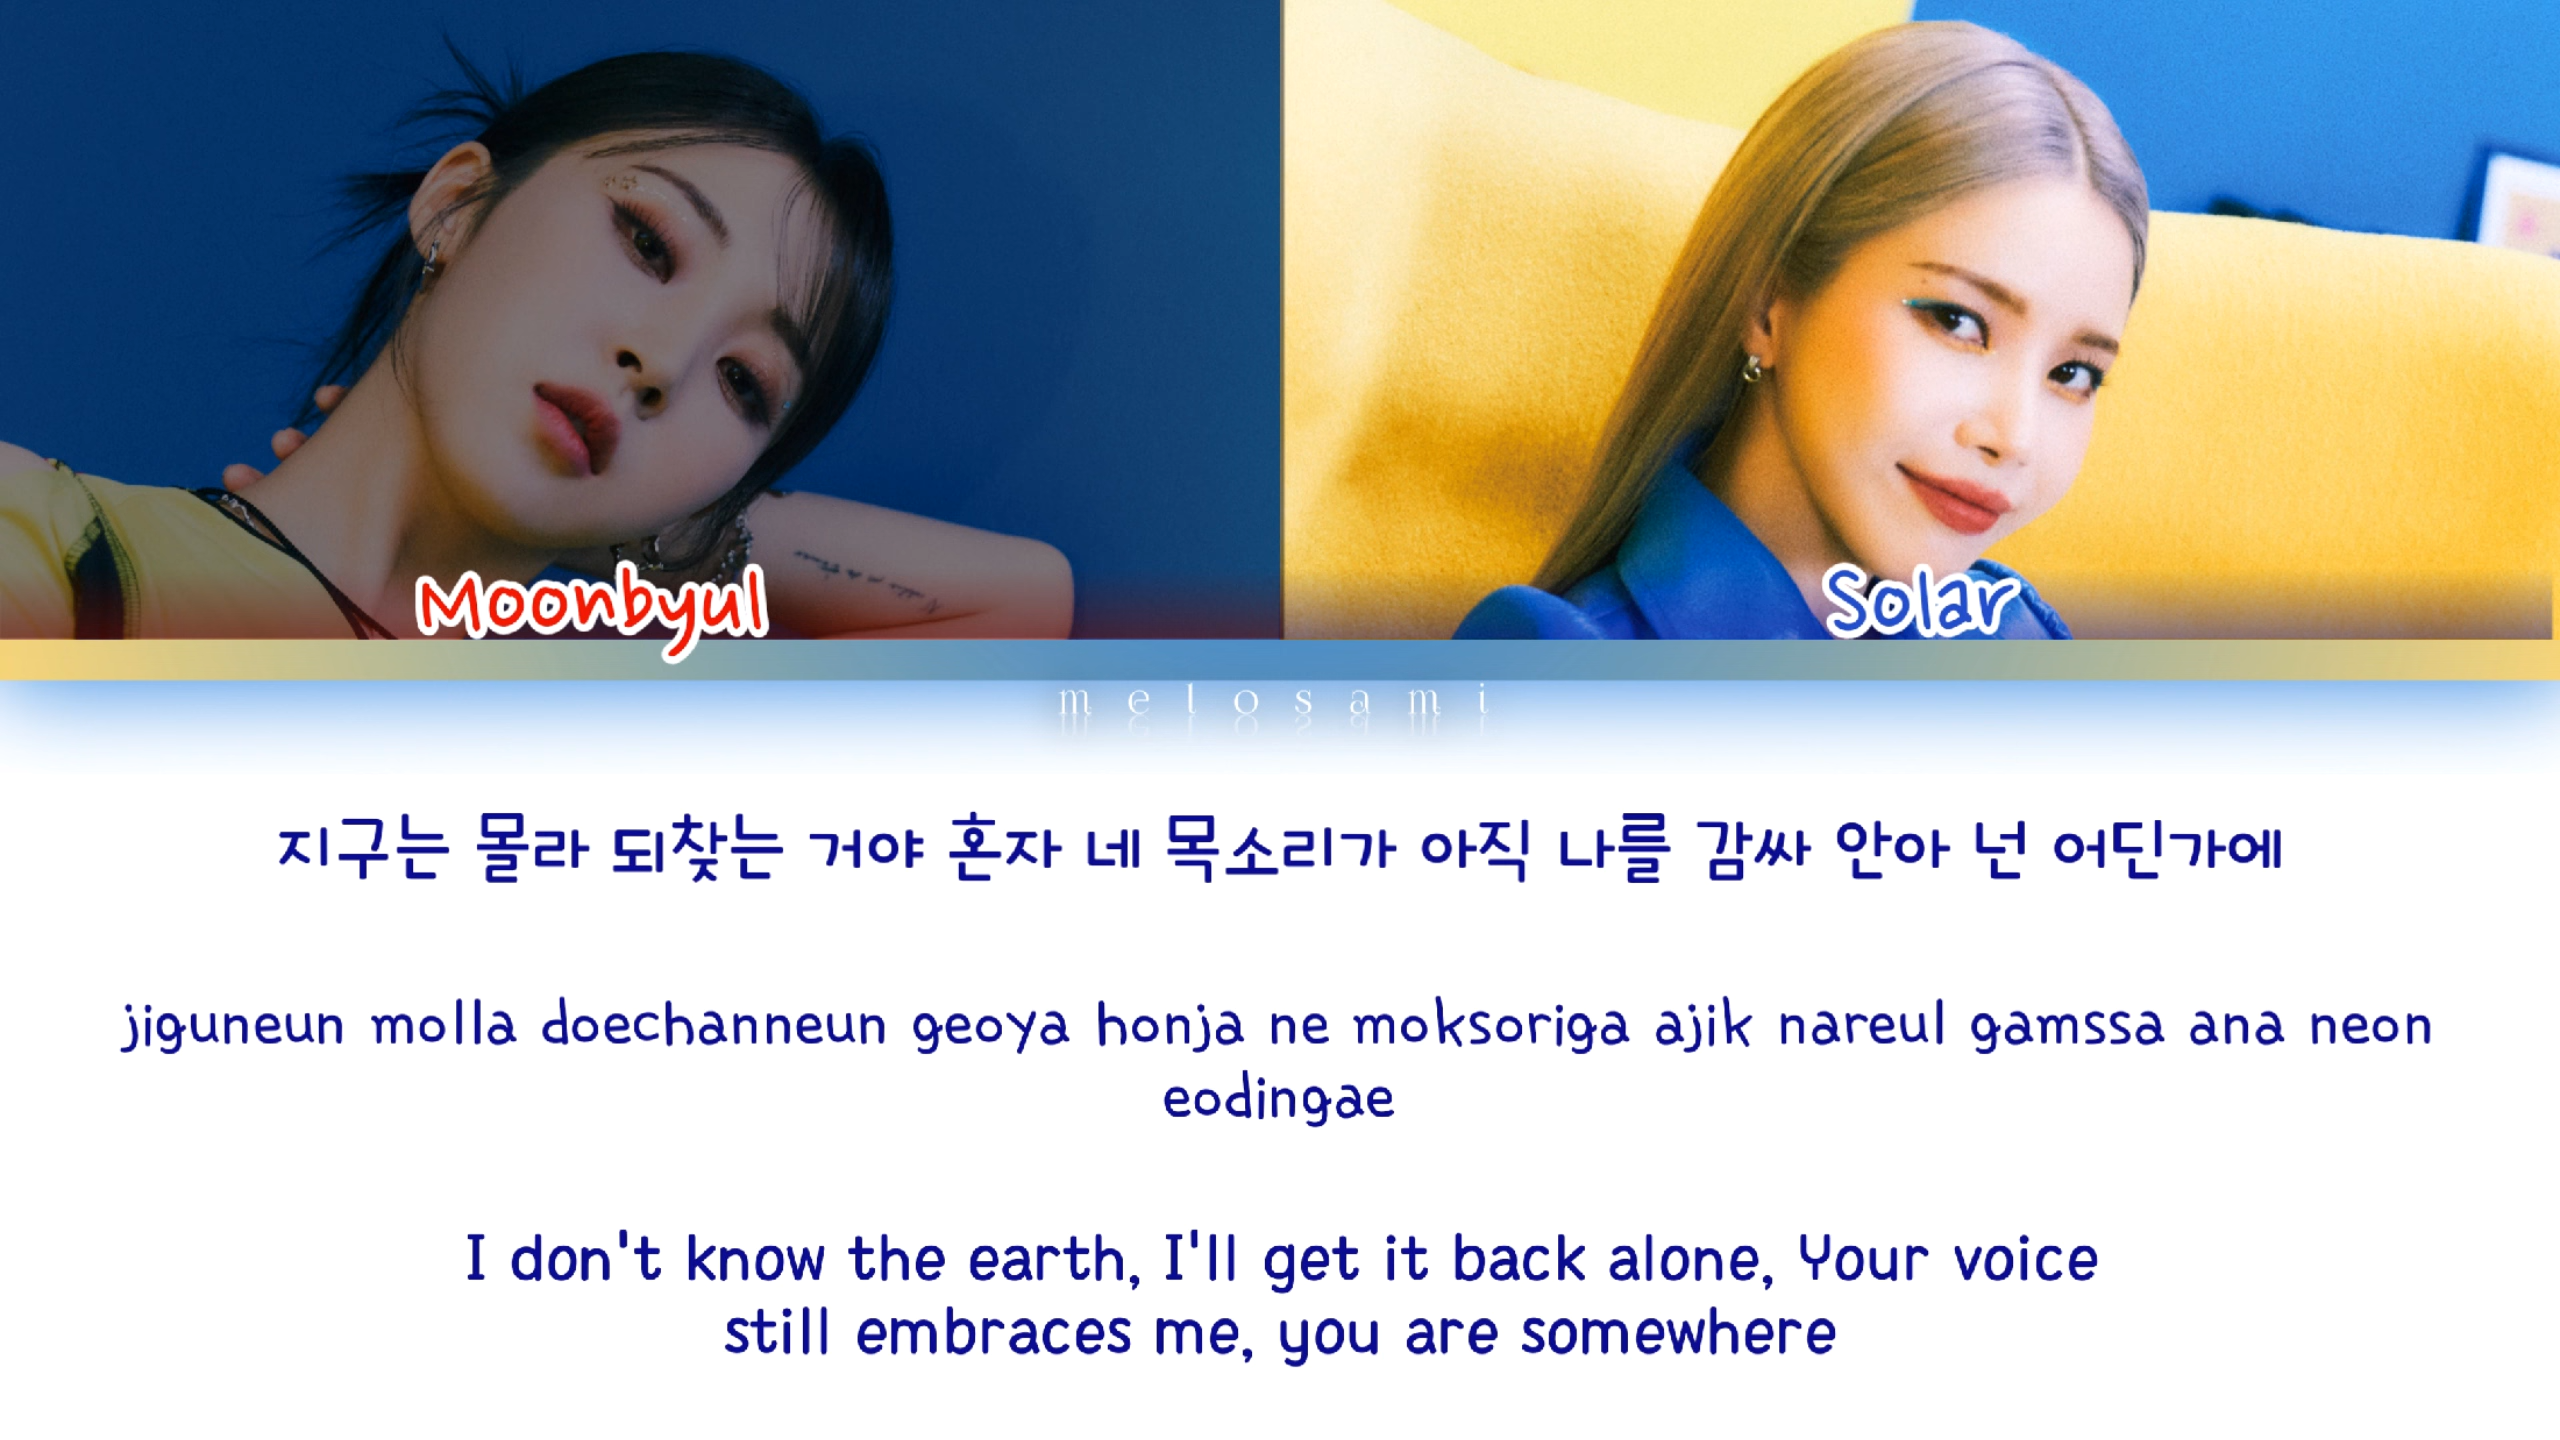 Moonbyul
Solar
melosami
지구는 몰라 되찾는 거야 혼자 네 목소리가 아직 나를 감싸 안아 넌 어딘가에
jiguneun molla doechanneun geoya honja ne moksoriga ajik nareul gamssa ana neon
eodingae
I don't know the earth, I'll get it back alone, Your voice
still embraces me, you are somewhere